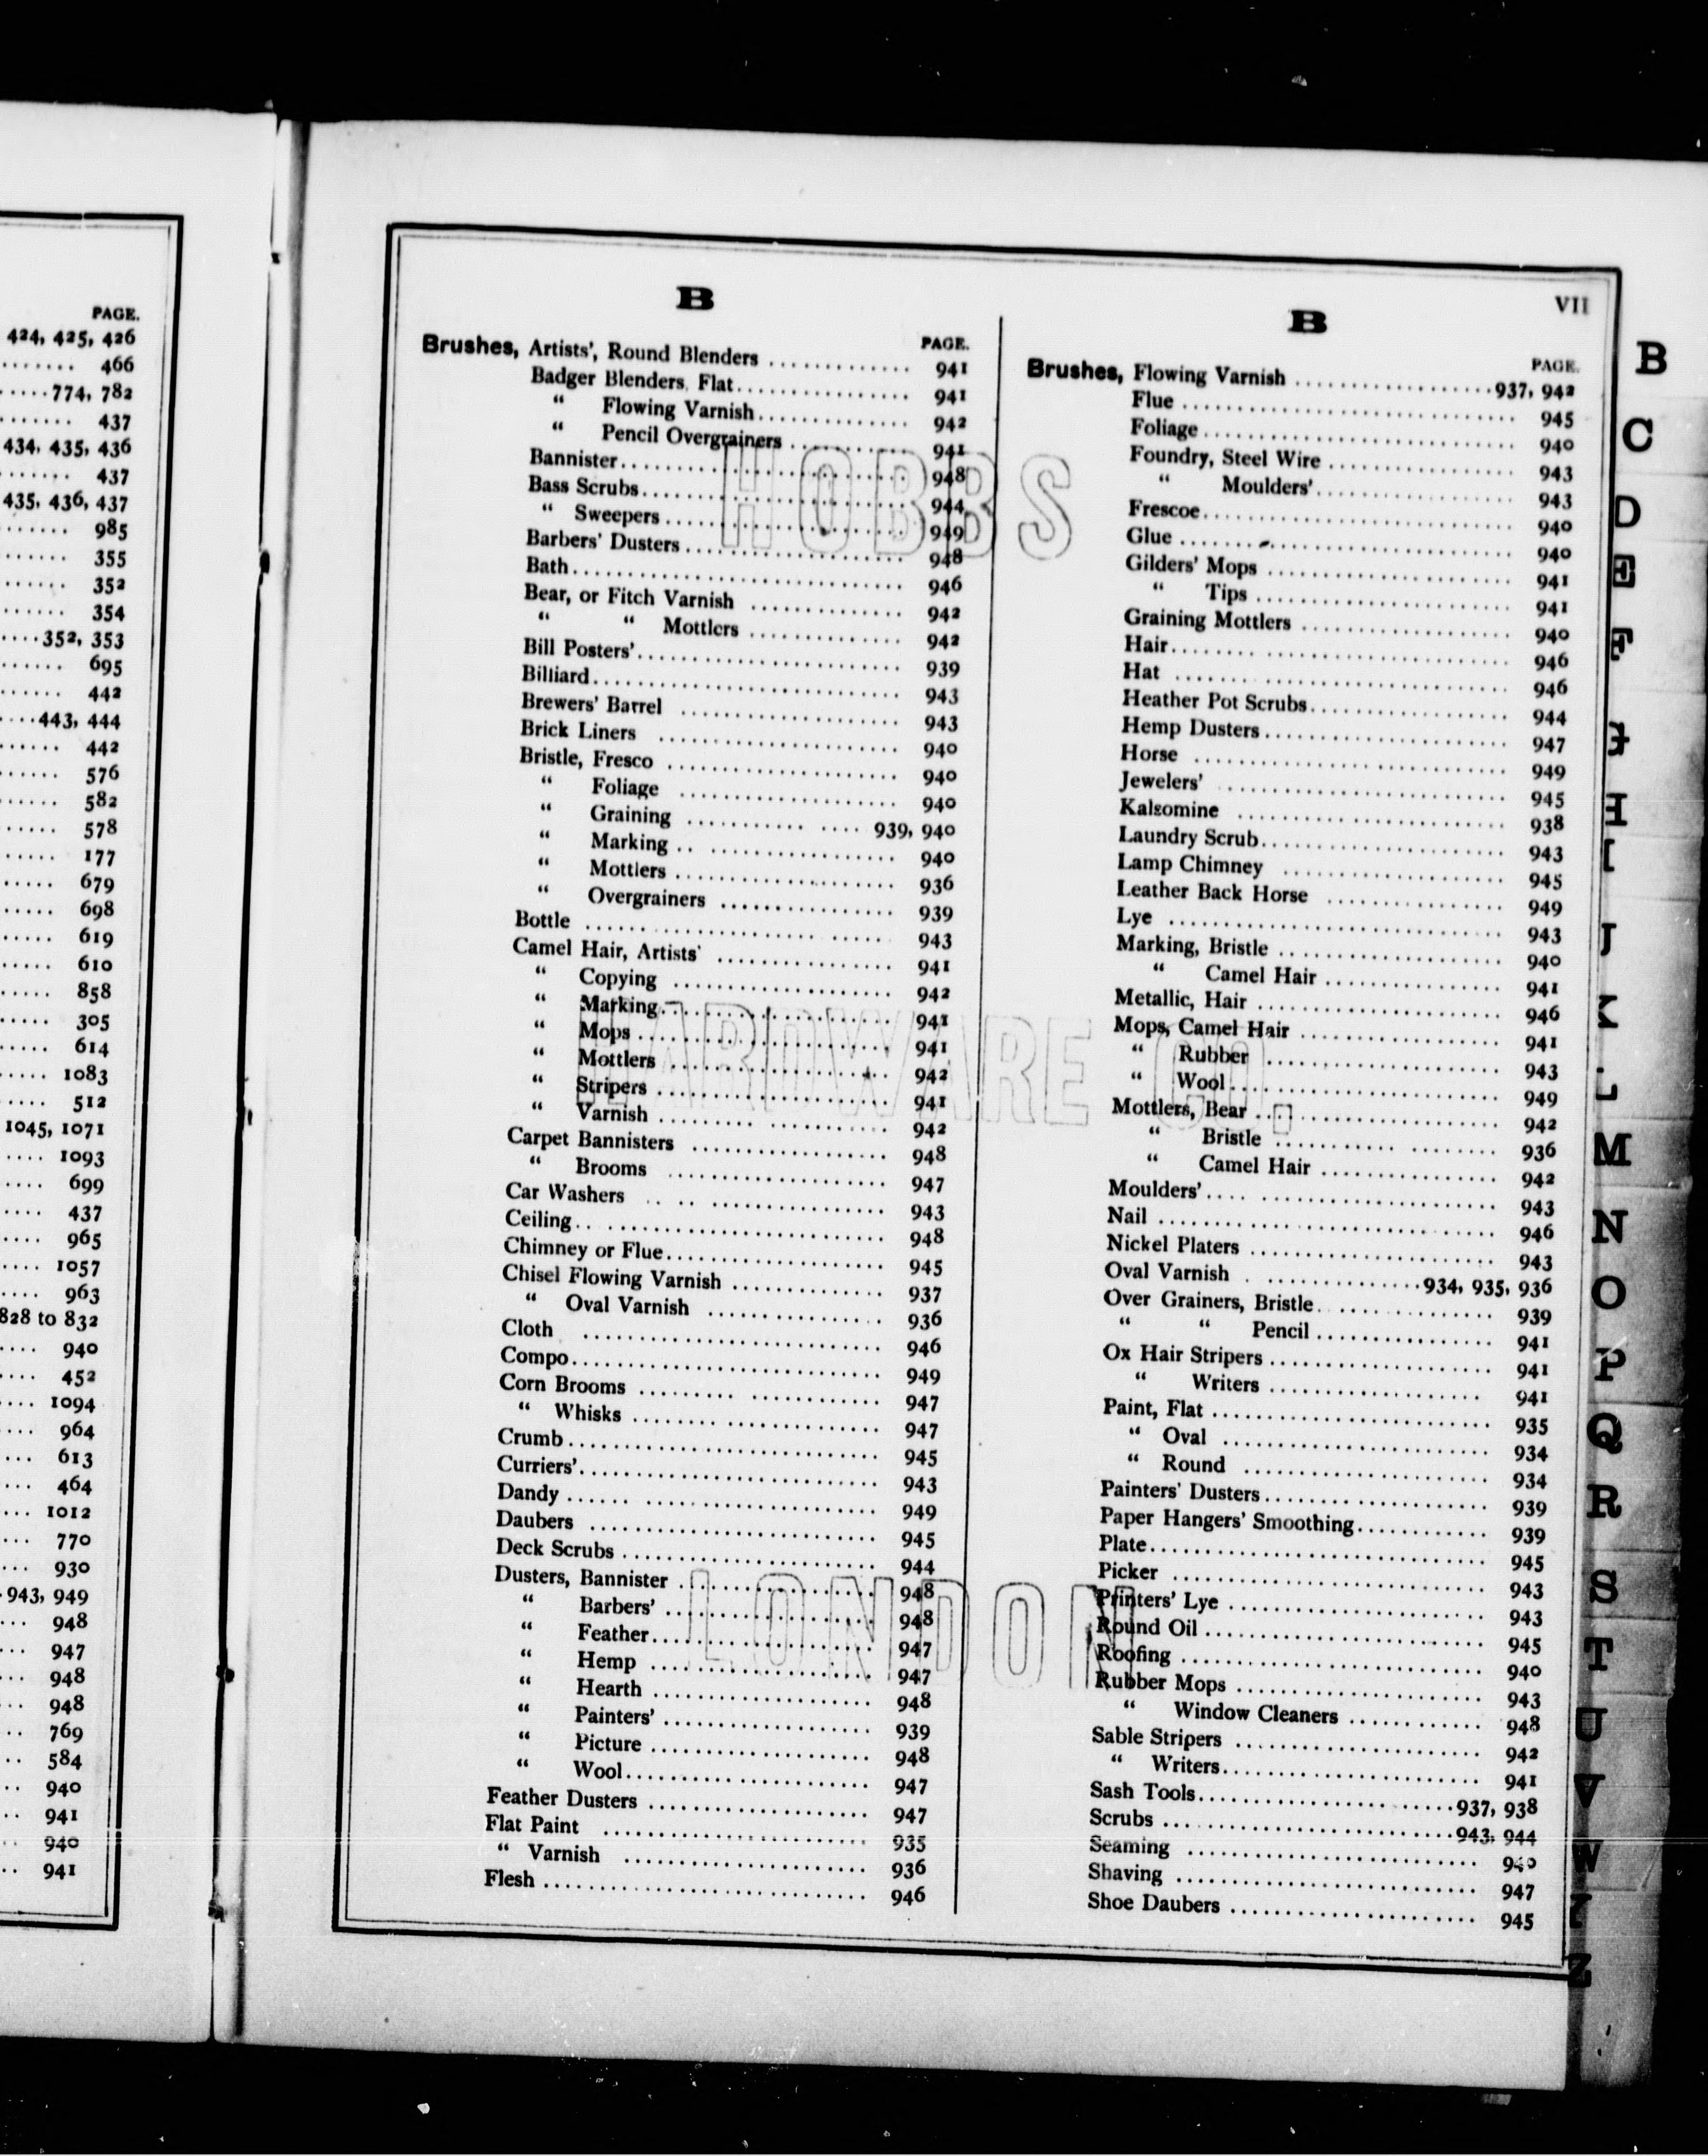 PAGE.
424, 425, 426
466
774, 782
437
434, 435, 436
437
435, 436, 437
985
355
352
354
352, 353
695
442
443, 444
442
576
582
578
177
679
698
619
610
858
305
614
1083
512
1045, 1071
1093
699
437
965
1057
963
828 to 832
940
452
1094
964
613
464
1012
770
930
943, 949
948
947
948
948
769
584
940
941
940
941
B
PAGE.
Brushes, Artists', Round Blenders ............. 941
Badger Blenders, Flat................ 941
“ Flowing Varnish.............. 942
“ Pencil Overgrainers ........... 941
Bannister.......................... 948
Bass Scrubs........................ 944
“ Sweepers...................... 949
Barbers' Dusters.................... 948
Bath.............................. 946
Bear, or Fitch Varnish .............. 942
“ “ Mottlers .............. 942
Bill Posters'........................ 939
Billiard............................ 943
Brewers' Barrel .................... 943
Brick Liners ...................... 940
Bristle, Fresco ..................... 940
“ Foliage .................... 940
“ Graining ........... .... 939, 940
“ Marking .. ................. 940
“ Mottlers .................... 936
“ Overgrainers ................ 939
Bottle ............................ 943
Camel Hair, Artists' ................ 941
“ Copying .................... 942
“ Marking..................... 941
“ Mops ....................... 941
“ Mottlers .................... 942
“ Stripers ..................... 941
“ Varnish ..................... 942
Carpet Bannisters .................. 948
“ Brooms .................... 947
Car Washers .. .. .................. 943
Ceiling.. .......................... 948
Chimney or Flue.................... 945
Chisel Flowing Varnish .............. 937
“ Oval Varnish ................ 936
Cloth ............................ 946
Compo............................ 949
Corn Brooms ......... ............ 947
“ Whisks ....................... 947
Crumb............................ 945
Curriers'........................... 943
Dandy ...... ...................... 949
Daubers .......................... 945
Deck Scrubs ....................... 944
Dusters, Bannister .................. 948
“ Barbers' ................... 948
“ Feather..................... 947
“ Hemp ..................... 947
“ Hearth .................... 948
“ Painters' ................... 939
“ Picture .................... 948
“ Wool....................... 947
Feather Dusters .................... 947
Flat Paint ........................ 935
“ Varnish ...................... 936
Flesh ............................. 946
VII
B
PAGE.
Brushes, Flowing Varnish ..................937, 942
Flue .............................. 945
Foliage............................ 940
Foundry, Steel Wire ................. 943
“ Moulders'.................. 943
Frescoe............................ 940
Glue .............................. 940
Gilders' Mops ...................... 941
“ Tips ....................... 941
Graining Mottlers ................... 940
Hair............................... 946
Hat .............................. 946
Heather Pot Scrubs.................. 944
Hemp Dusters...................... 947
Horse ............................ 949
Jewelers' .......................... 945
Kalsomine ........................ 938
Laundry Scrub...................... 943
Lamp Chimney .................... 945
Leather Back Horse ................ 949
Lye .............................. 943
Marking, Bristle .................... 940
“ Camel Hair ................ 941
Metallic, Hair ...................... 946
Mops, Camel Hair .................. 941
“ Rubber ..................... 943
“ Wool........................ 949
Mottlers, Bear ...................... 942
“ Bristle ........... ........ 936
“ Camel Hair ................ 942
Moulders'.... ..................... 943
Nail .............................. 946
Nickel Platers ...................... 943
Oval Varnish . ..............934, 935, 936
Over Grainers, Bristle. ............. 939
“ “ Pencil ................ 941
Ox Hair Stripers .................... 941
“ Writers .................... 941
Paint, Flat ......................... 935
“ Oval ........................ 934
“ Round ...................... 934
Painters' Dusters.................... 939
Paper Hangers' Smoothing............ 939
Plate.............................. 945
Picker ............................ 943
Printers' Lye ....................... 943
Round Oil ......................... 945
Roofing ........................... 940
Rubber Mops ...................... 943
“ Window Cleaners ............ 948
Sable Stripers ...................... 942
“ Writers....................... 941
Sash Tools.......................937, 938
Scrubs ..........................943, 944
Seaming .......................... 940
Shaving ........................... 947
Shoe Daubers ...................... 945
HOBBS
HARDWARE CO.
LONDON
B
C
D
E
F
G
H
I
J
K
L
M
N
O
P
Q
R
S
T
U
V
W
Y
Z